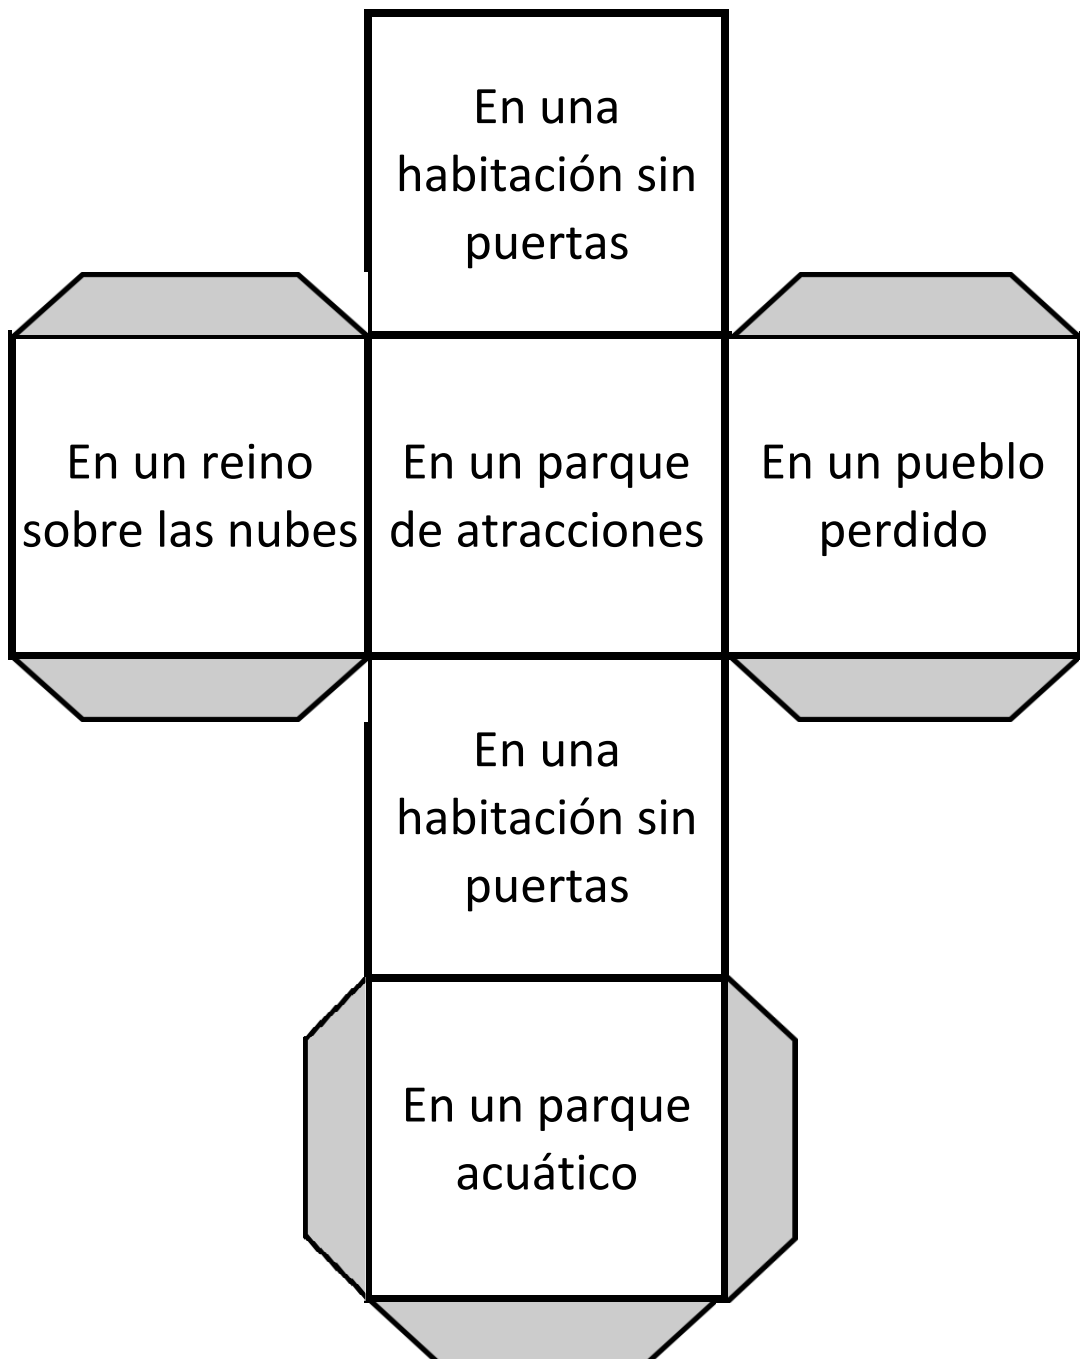 En una
habitación sin
puertas
En un reino
sobre las nubes
En un parque
de atracciones
En un pueblo
perdido
En una
habitación sin
puertas
En un parque
acuático